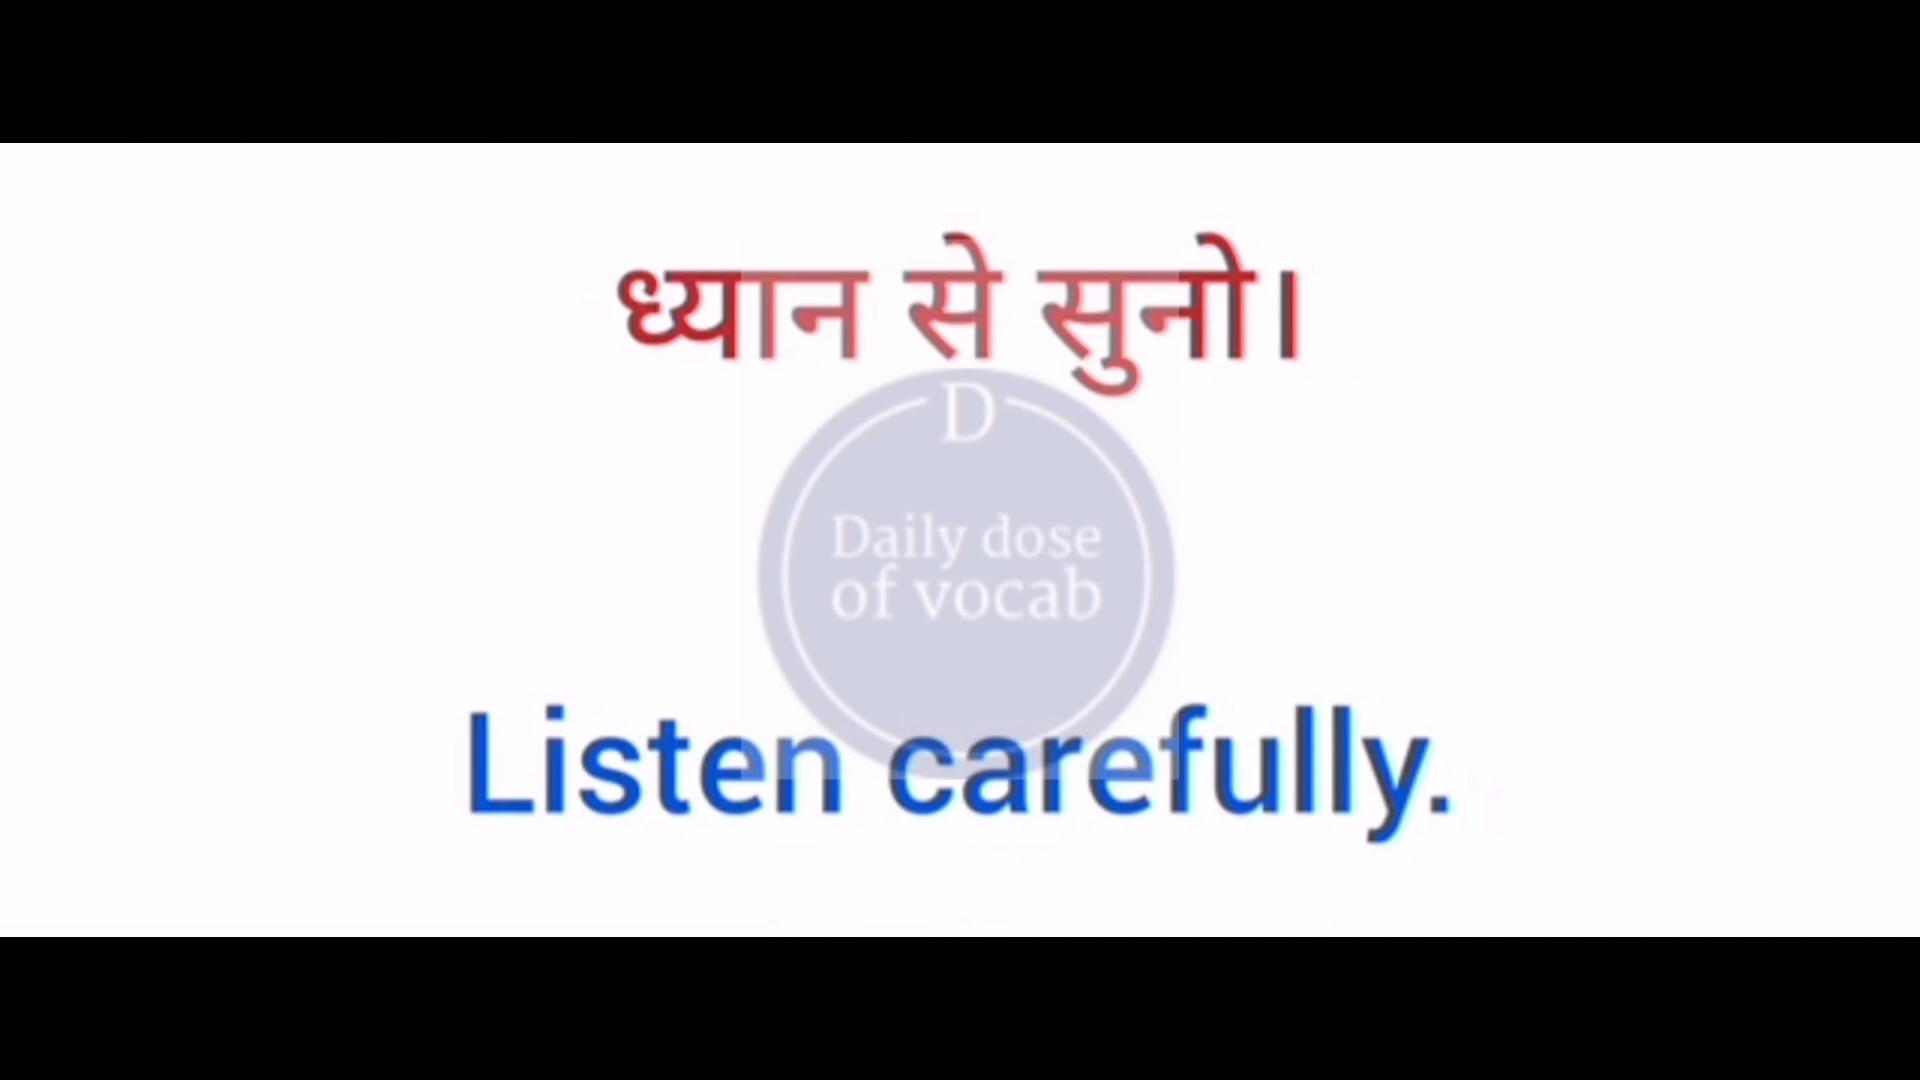 ध्यान से सुनो।
D
Daily dose
of vocab
Listen carefully.